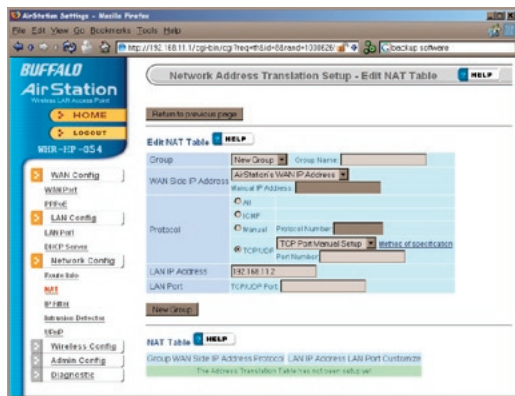 AirStation Settings - Mozilla Firefox
File Edit View Go Bookmarks Tools Help
backup software
BUFFALO
AirStation
Wireless LAN Access Point
HOME
LOGOUT
WHR-HP-G54
WAN Config
WAN Port
PPPoE
LAN Config
LAN Port
DHCP Server
Network Config
Route Info
NAT
IP Filter
Intrusion Detector
UPnP
Wireless Config
Admin Config
Diagnostic
Network Address Translation Setup - Edit NAT Table HELP
Return to previous page
Edit NAT Table HELP
Group New Group Group Name:
WAN Side IP Address AirStation's WAN IP Address
Manual IP Address:
Protocol
All
ICMP
Manual Protocol Number:
TCP/UDP TCP Port Manual Setup Method of specification
Port Number:
LAN IP Address 192.168.11.2
LAN Port TCP/UDP Port:
New Group
NAT Table HELP
Group WAN Side IP Address Protocol LAN IP Address LAN Port Customize
The Address Translation Table has not been setup yet